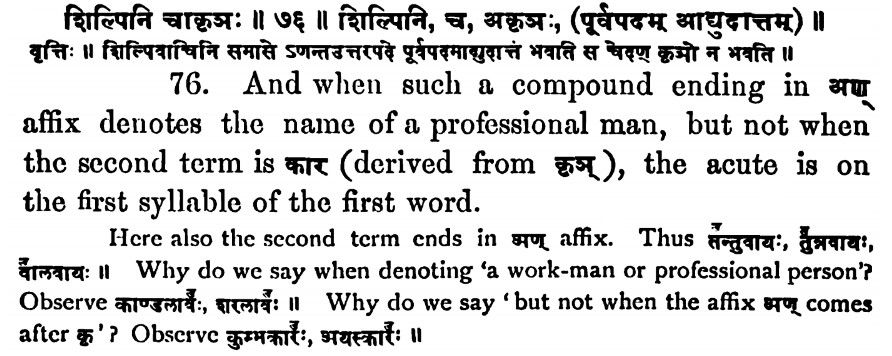 शिल्पिनि चाकृञः ॥ ७६ ॥ शिल्पिनि, च, अकृञः, (पूर्वपदम् आद्युदात्तम्) ॥
वृत्तिः ॥ शिल्पिवाचिनि समासे ऽणन्तउत्तरपदे पूर्वपदमाद्युदात्तं भवति स चेदण् कृञो न भवति ॥
76. And when such a compound ending in अण्
affix denotes the name of a professional man, but not when
the second term is कार (derived from कृञ्), the acute is on
the first syllable of the first word.
Here also the second term ends in अण् affix. Thus त꣫न्तुवायः, तु꣫न्नवायः,
वा꣫लवायः ॥ Why do we say when denoting 'a work-man or professional person'?
Observe काण्डलावः꣫, शरलावः꣫ ॥ Why do we say 'but not when the affix अण् comes
after कृ'? Observe कुम्भकारः꣫, अयस्कारः꣫ ॥